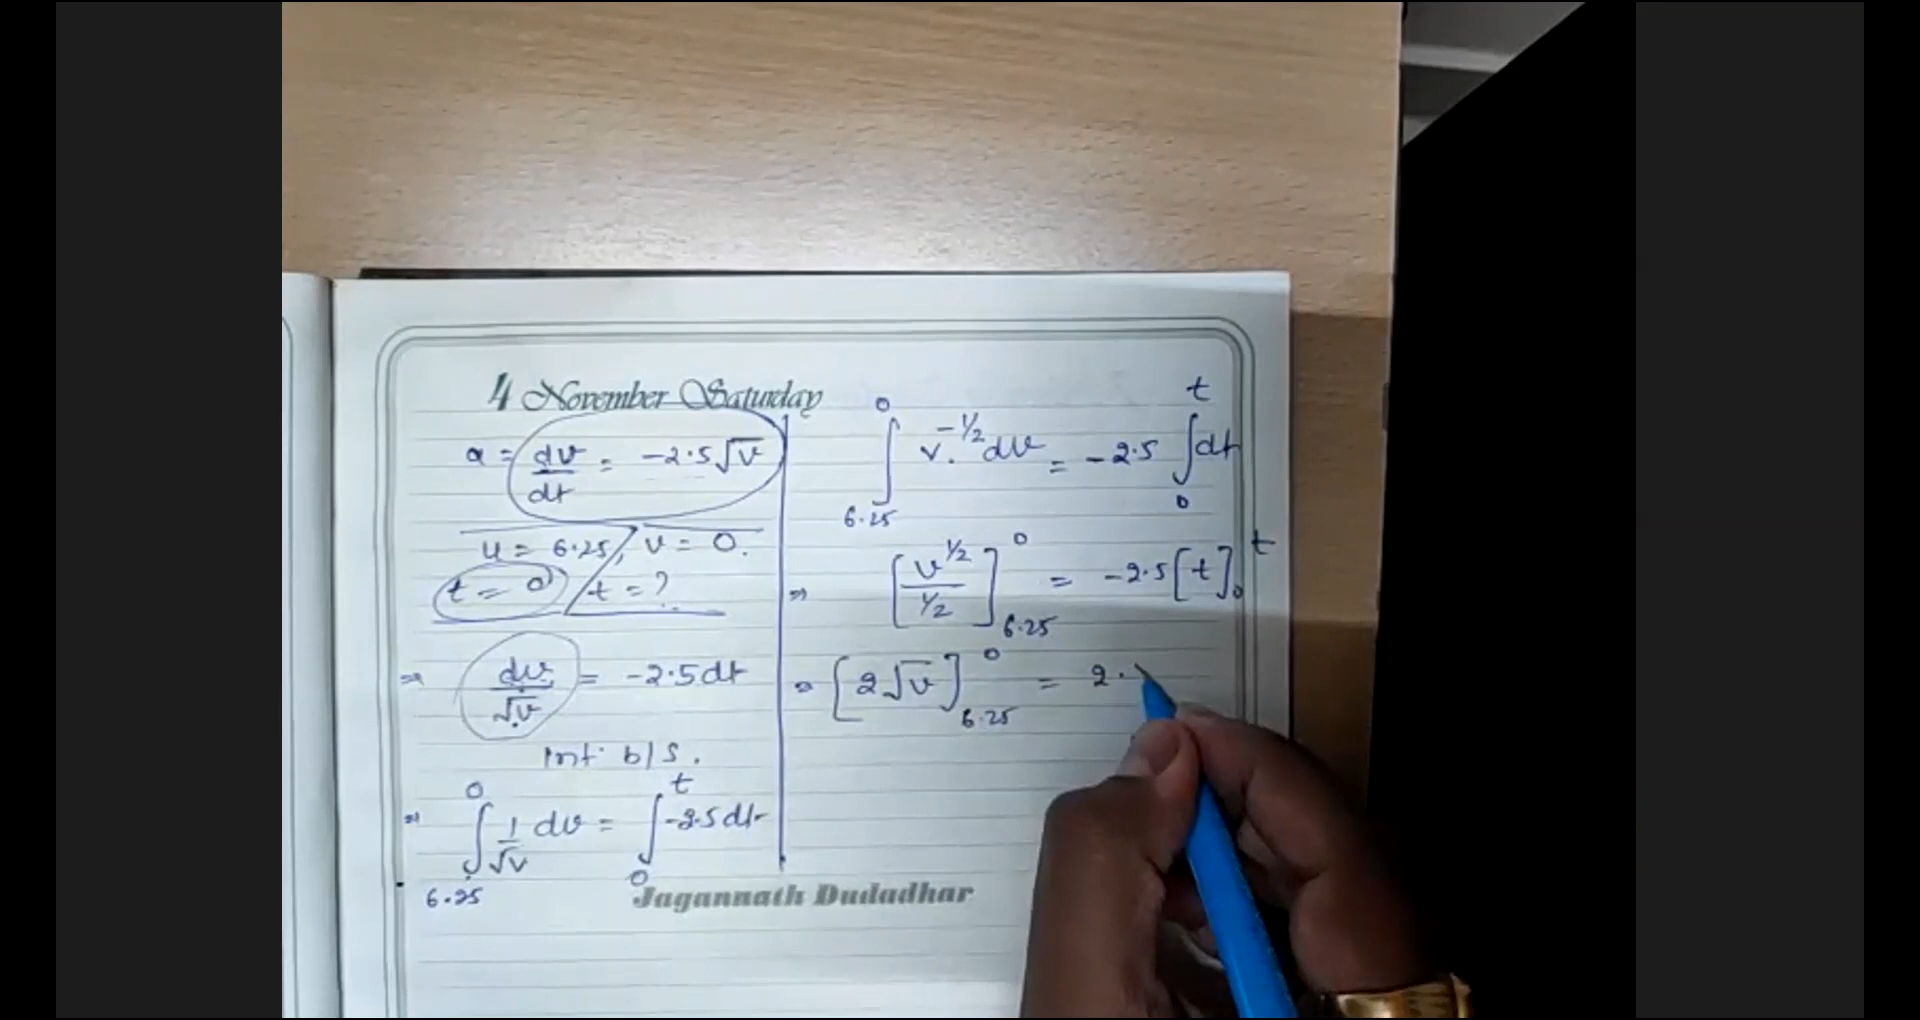 4 November Saturday
a = dv/dt = -2.5√v
u = 6.25, v = 0.
t = 0 / t = ?
⇒ dv/√v = -2.5 dt
Int. b/s.
⇒ ∫_{6.25}^{0} 1/√v dv = ∫_{0}^{t} -2.5 dt
∫_{6.25}^{0} v^{-1/2} dv = -2.5 ∫_{0}^{t} dt
⇒ [v^{1/2} / 1/2]_{6.25}^{0} = -2.5 [t]_{0}^{t}
⇒ [2√v]_{6.25}^{0} = 2.
Jagannath Dudadhar